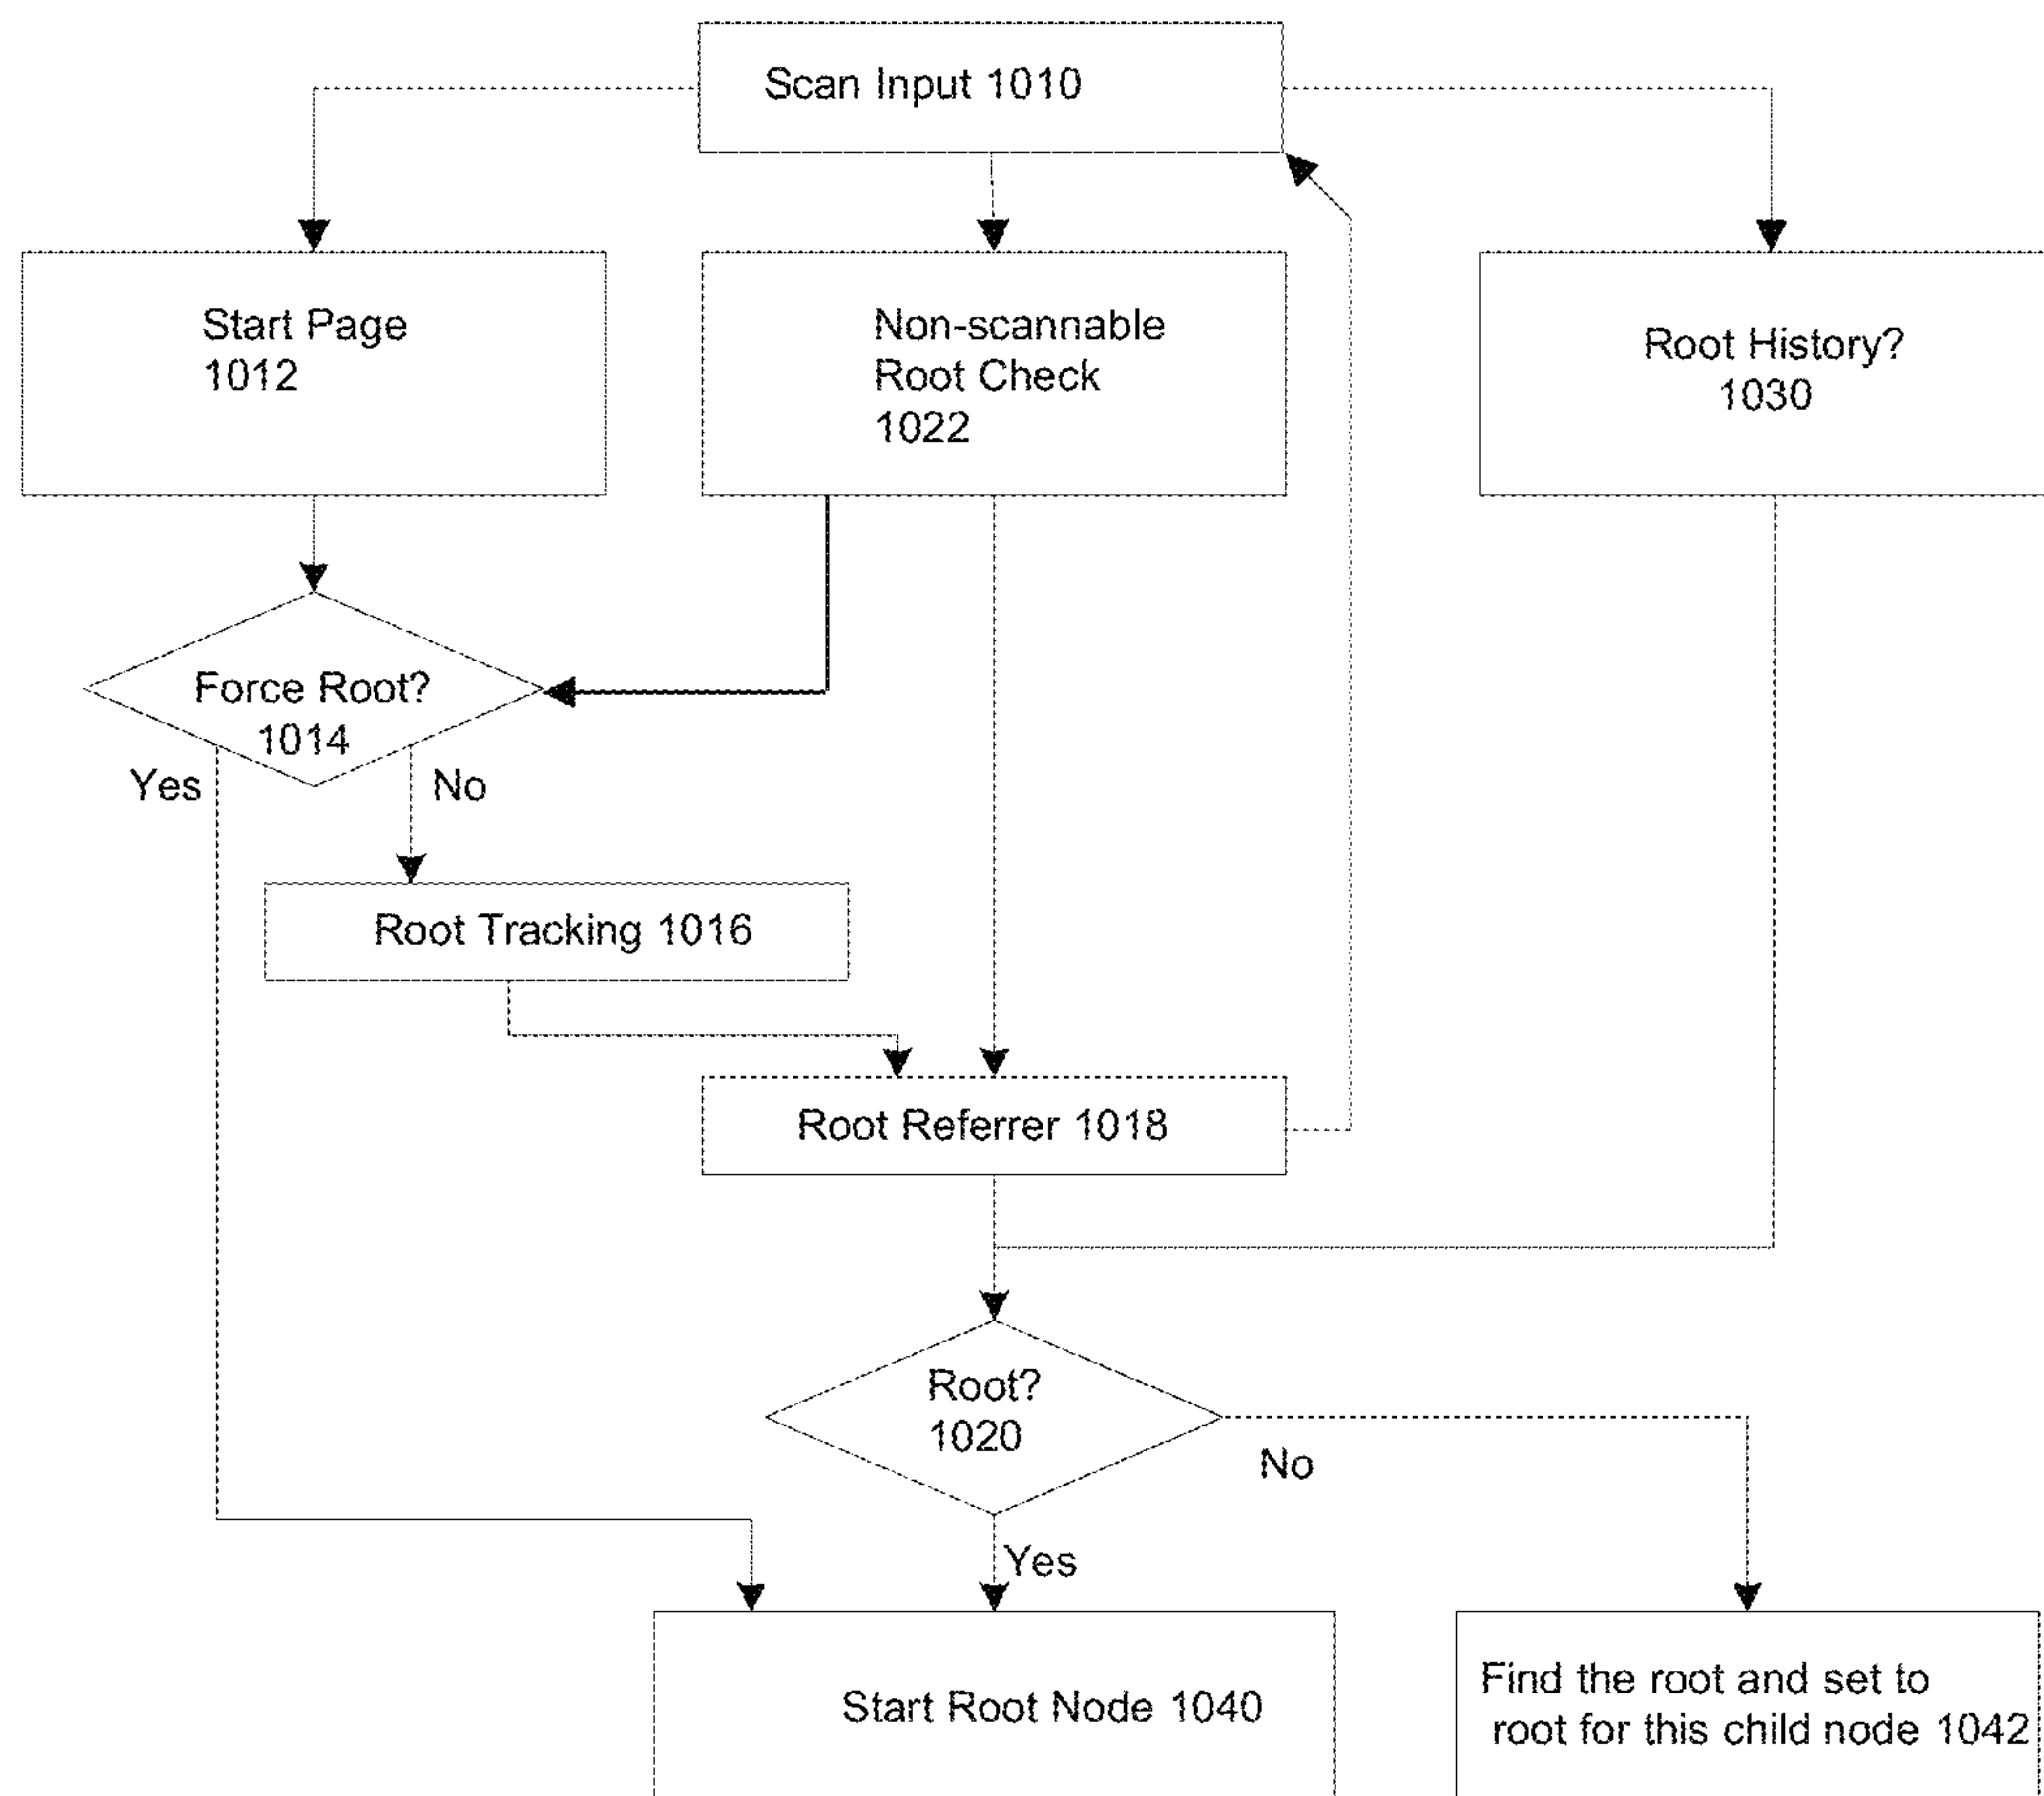 Scan Input 1010
Start Page
1012
Non-scannable
Root Check
1022
Root History?
1030
Force Root?
1014
Yes
No
Root Tracking 1016
Root Referrer 1018
Root?
1020
No
Yes
Start Root Node 1040
Find the root and set to
root for this child node 1042